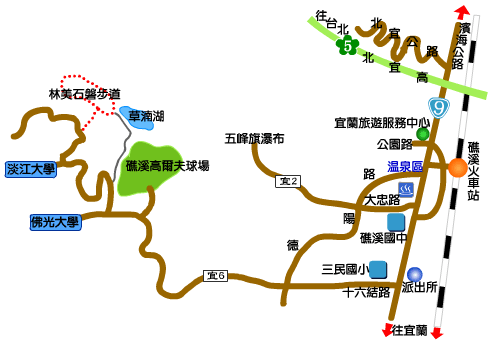 往台北
北宜公路
濱海公路
5
北宜高
9
林美石磐步道
草湳湖
宜蘭旅遊服務中心
五峰旗瀑布
公園路
礁溪火車站
淡江大學
礁溪高爾夫球場
溫泉區
宜2
大忠路
佛光大學
德陽路
礁溪國中
三民國小
宜6
十六結路
派出所
往宜蘭